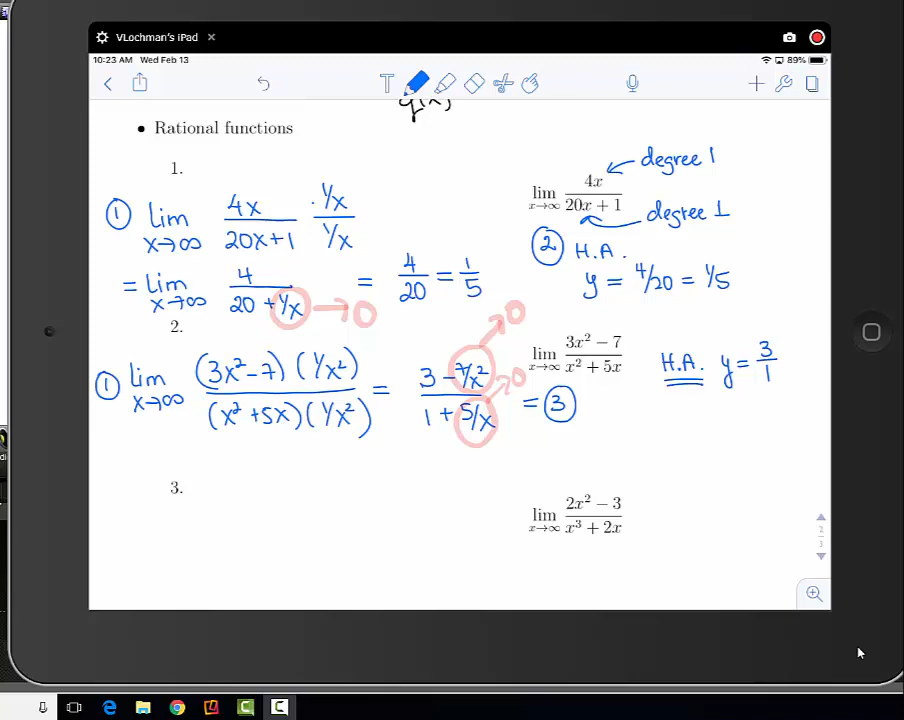 VLochman's iPad ×
10:23 AM Wed Feb 13
89%
T
q(x)
• Rational functions
1.
① lim x→∞ 4x/(20x+1) · (1/x)/(1/x)
lim x→∞ 4x/(20x + 1)
degree 1
degree 1
② H.A.
y = 4/20 = 1/5
= lim x→∞ 4/(20 + 1/x) = 4/20 = 1/5
→ 0
2.
① lim x→∞ (3x² - 7)(1/x²)/((x² + 5x)(1/x²)) = (3 - 7/x²)/(1 + 5/x) = 3
→ 0
→ 0
lim x→∞ (3x² − 7)/(x² + 5x)
H.A. y = 3/1
3.
lim x→∞ (2x² − 3)/(x³ + 2x)
2
3